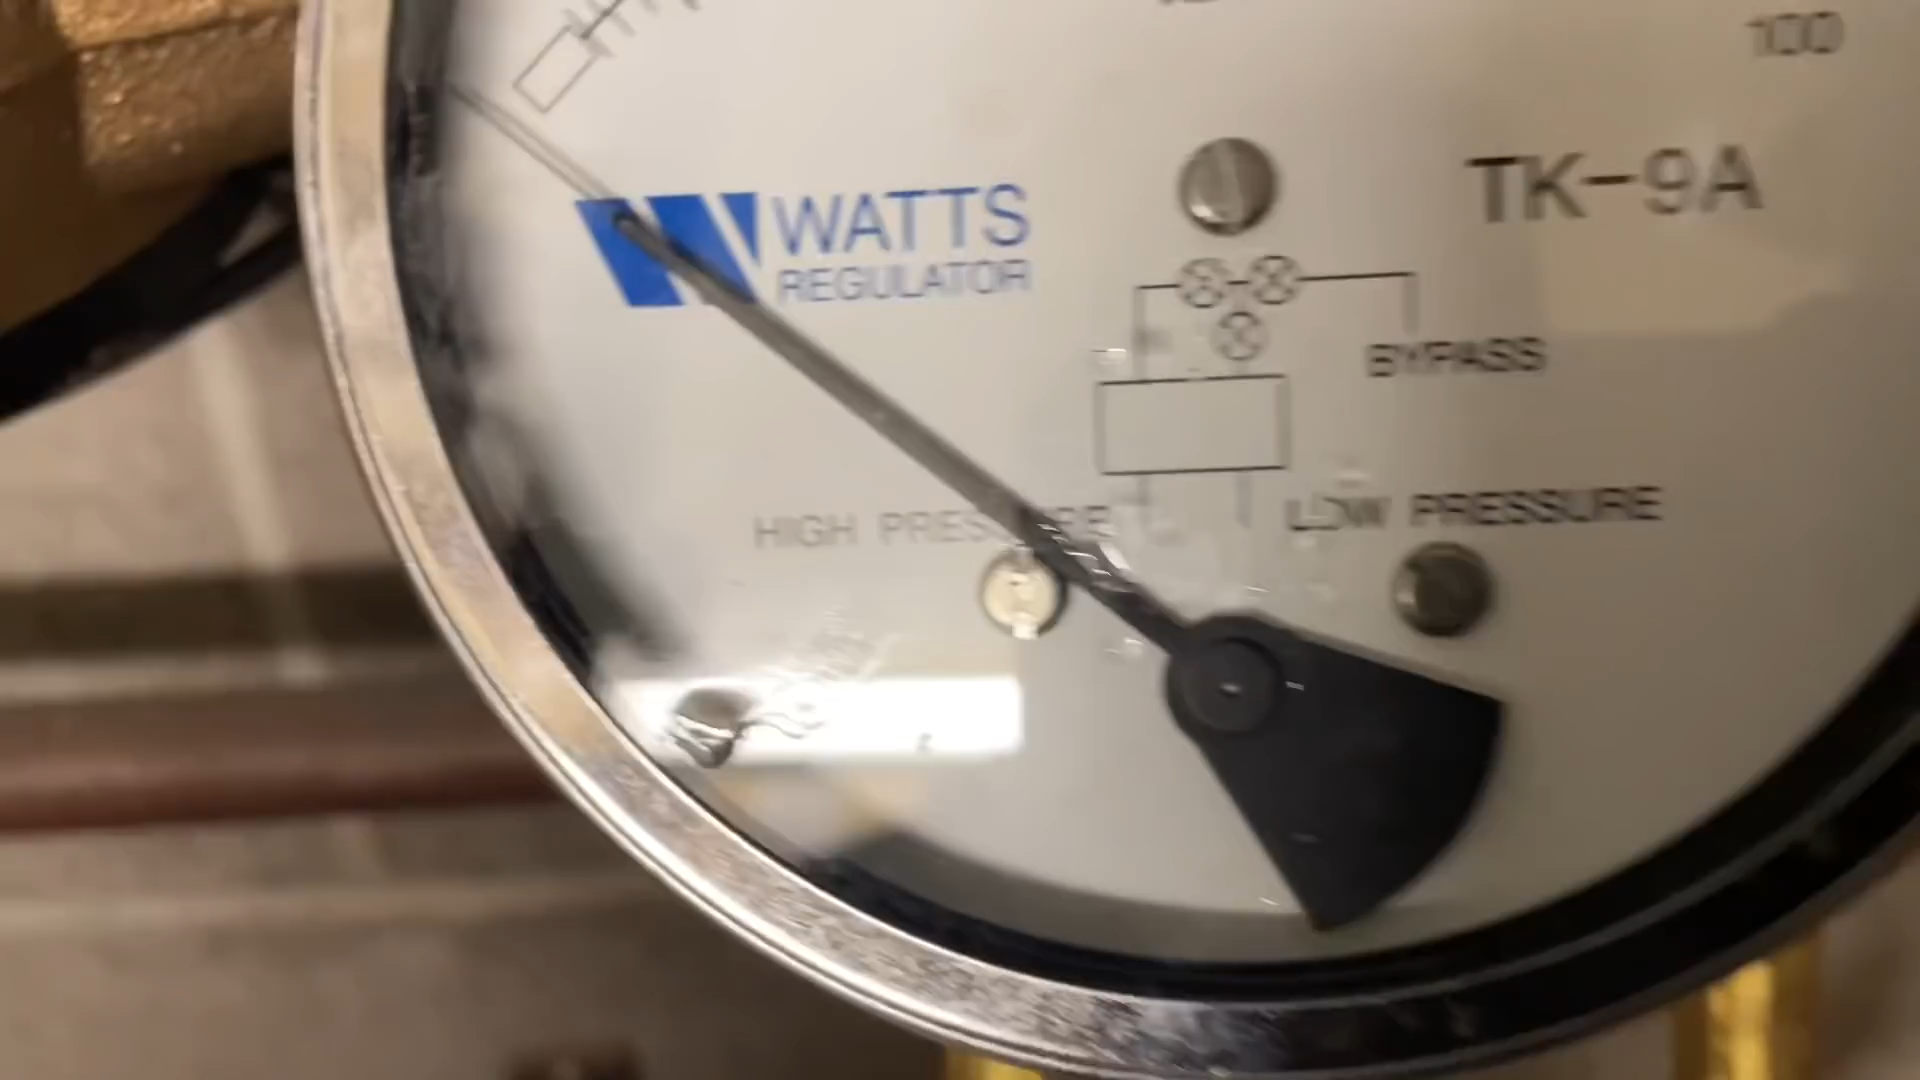 100
TK-9A
WATTS
REGULATOR
BYPASS
HIGH PRESSURE
LOW PRESSURE